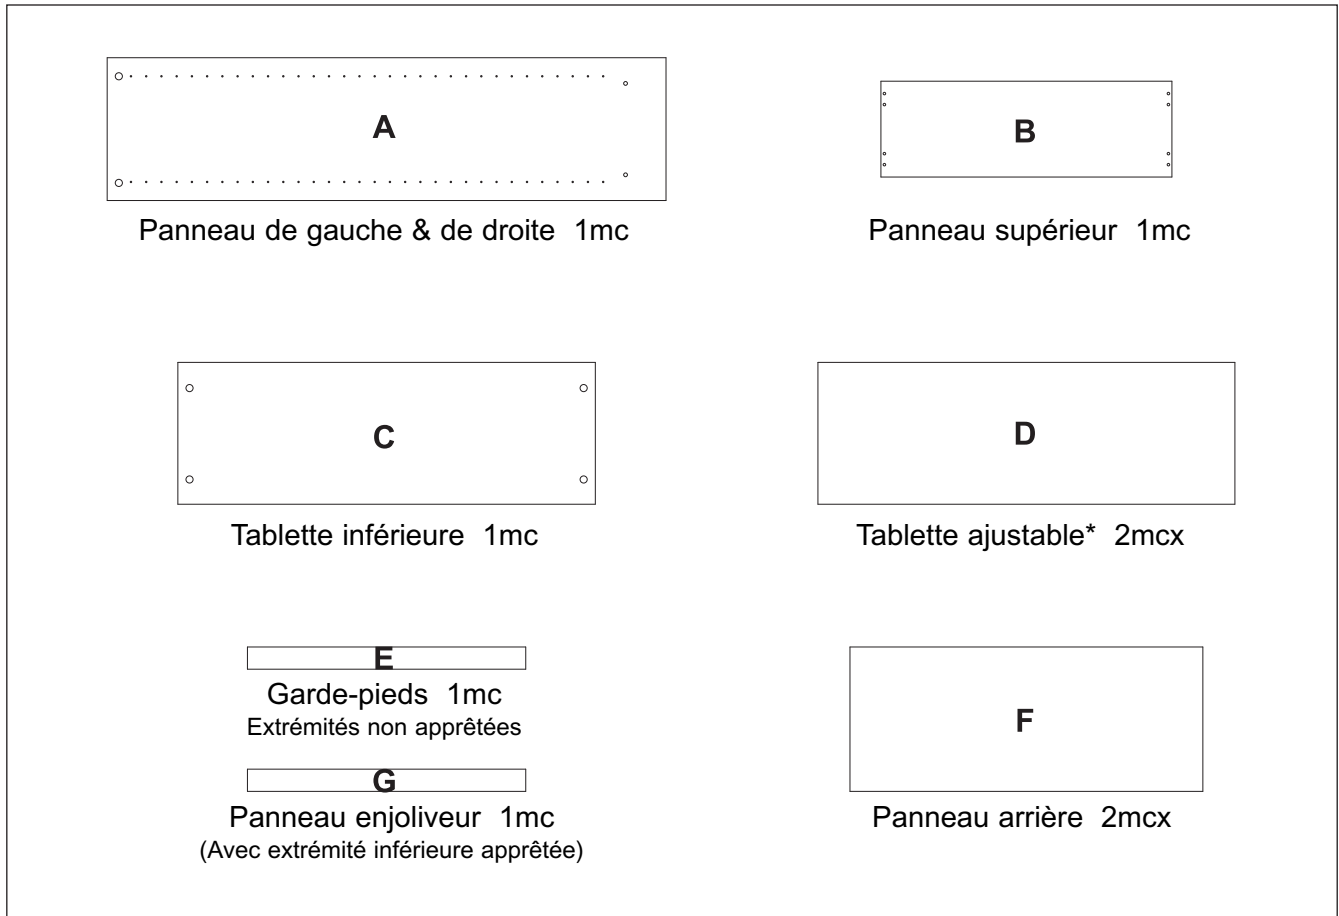 A
Panneau de gauche & de droite 1mc
B
Panneau supérieur 1mc
C
Tablette inférieure 1mc
D
Tablette ajustable* 2mcx
E
Garde-pieds 1mc
Extrémités non apprêtées
G
Panneau enjoliveur 1mc
(Avec extrémité inférieure apprêtée)
F
Panneau arrière 2mcx